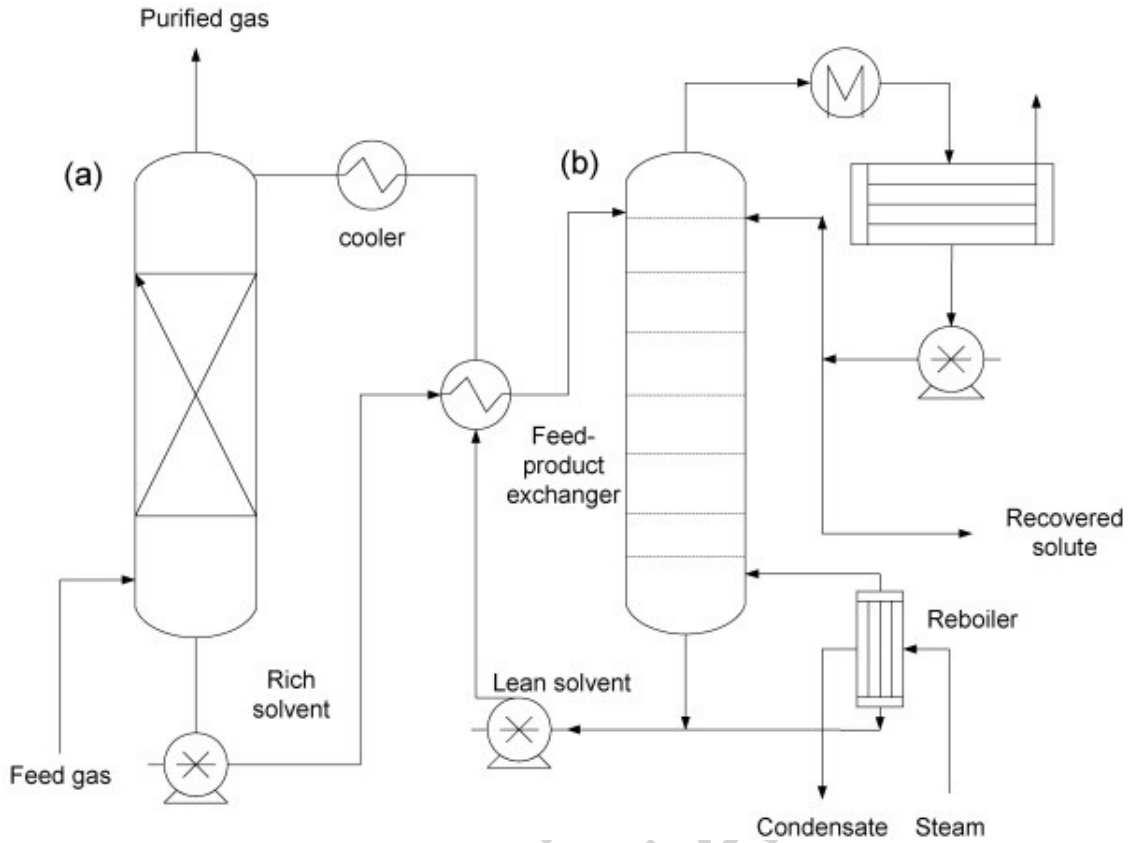 Purified gas
(a)
(b)
cooler
Feed-
product
exchanger
Recovered
solute
Reboiler
Rich
solvent
Lean solvent
Feed gas
Condensate
Steam